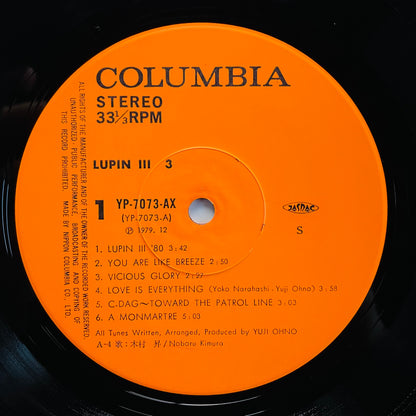 COLUMBIA
STEREO
33⅓RPM
LUPIN III 3
1 YP-7073-AX
(YP-7073-A)
Ⓟ 1979. 12
JASRAC
S
1. LUPIN III '80 3:42
2. YOU ARE LIKE BREEZE 2:50
3. VICIOUS GLORY 2:27
4. LOVE IS EVERYTHING (Yoko Narahashi-Yuji Ohno) 3:58
5. C-DAG～TOWARD THE PATROL LINE 5:03
6. A MONMARTRE 3:03
All Tunes Written, Arranged, Produced by YUJI OHNO
A-4 歌：木村 昇/Noboru Kimura
ALL RIGHTS OF THE MANUFACTURER AND OF THE OWNER OF THE RECORDED WORK RESERVED.
UNAUTHORIZED PUBLIC PERFORMANCE, BROADCASTING AND COPYING OF
THIS RECORD PROHIBITED. MADE BY NIPPON COLUMBIA CO., LTD.